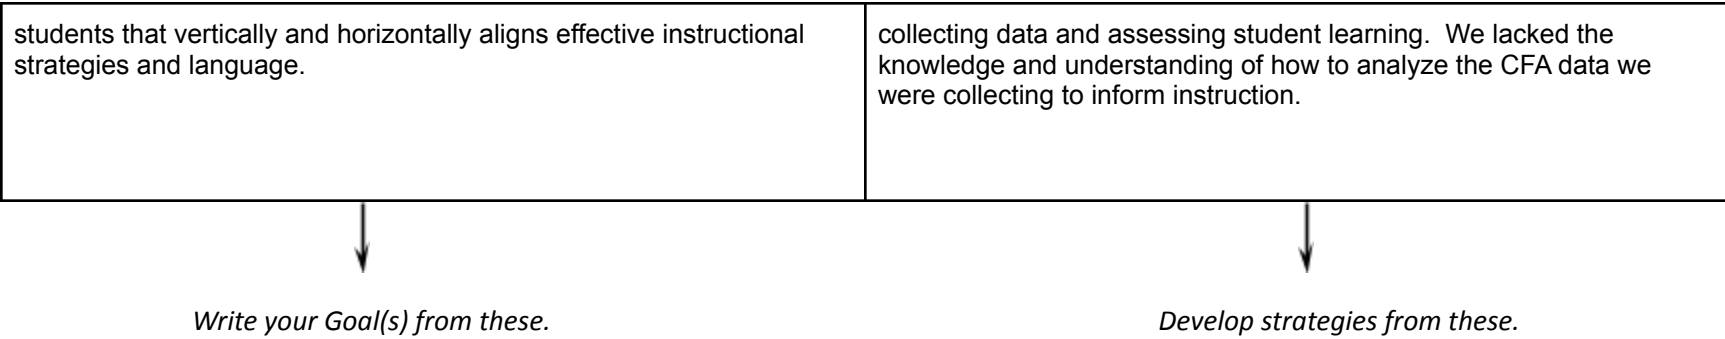 students that vertically and horizontally aligns effective instructional
strategies and language.
collecting data and assessing student learning.  We lacked the
knowledge and understanding of how to analyze the CFA data we
were collecting to inform instruction.
Write your Goal(s) from these.
Develop strategies from these.